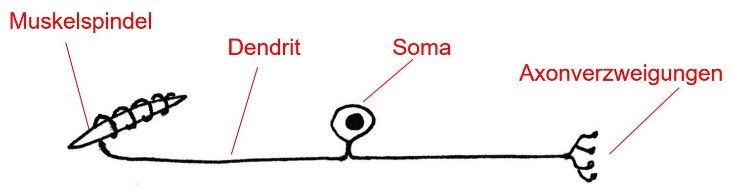 Muskelspindel
Dendrit
Soma
Axonverzweigungen